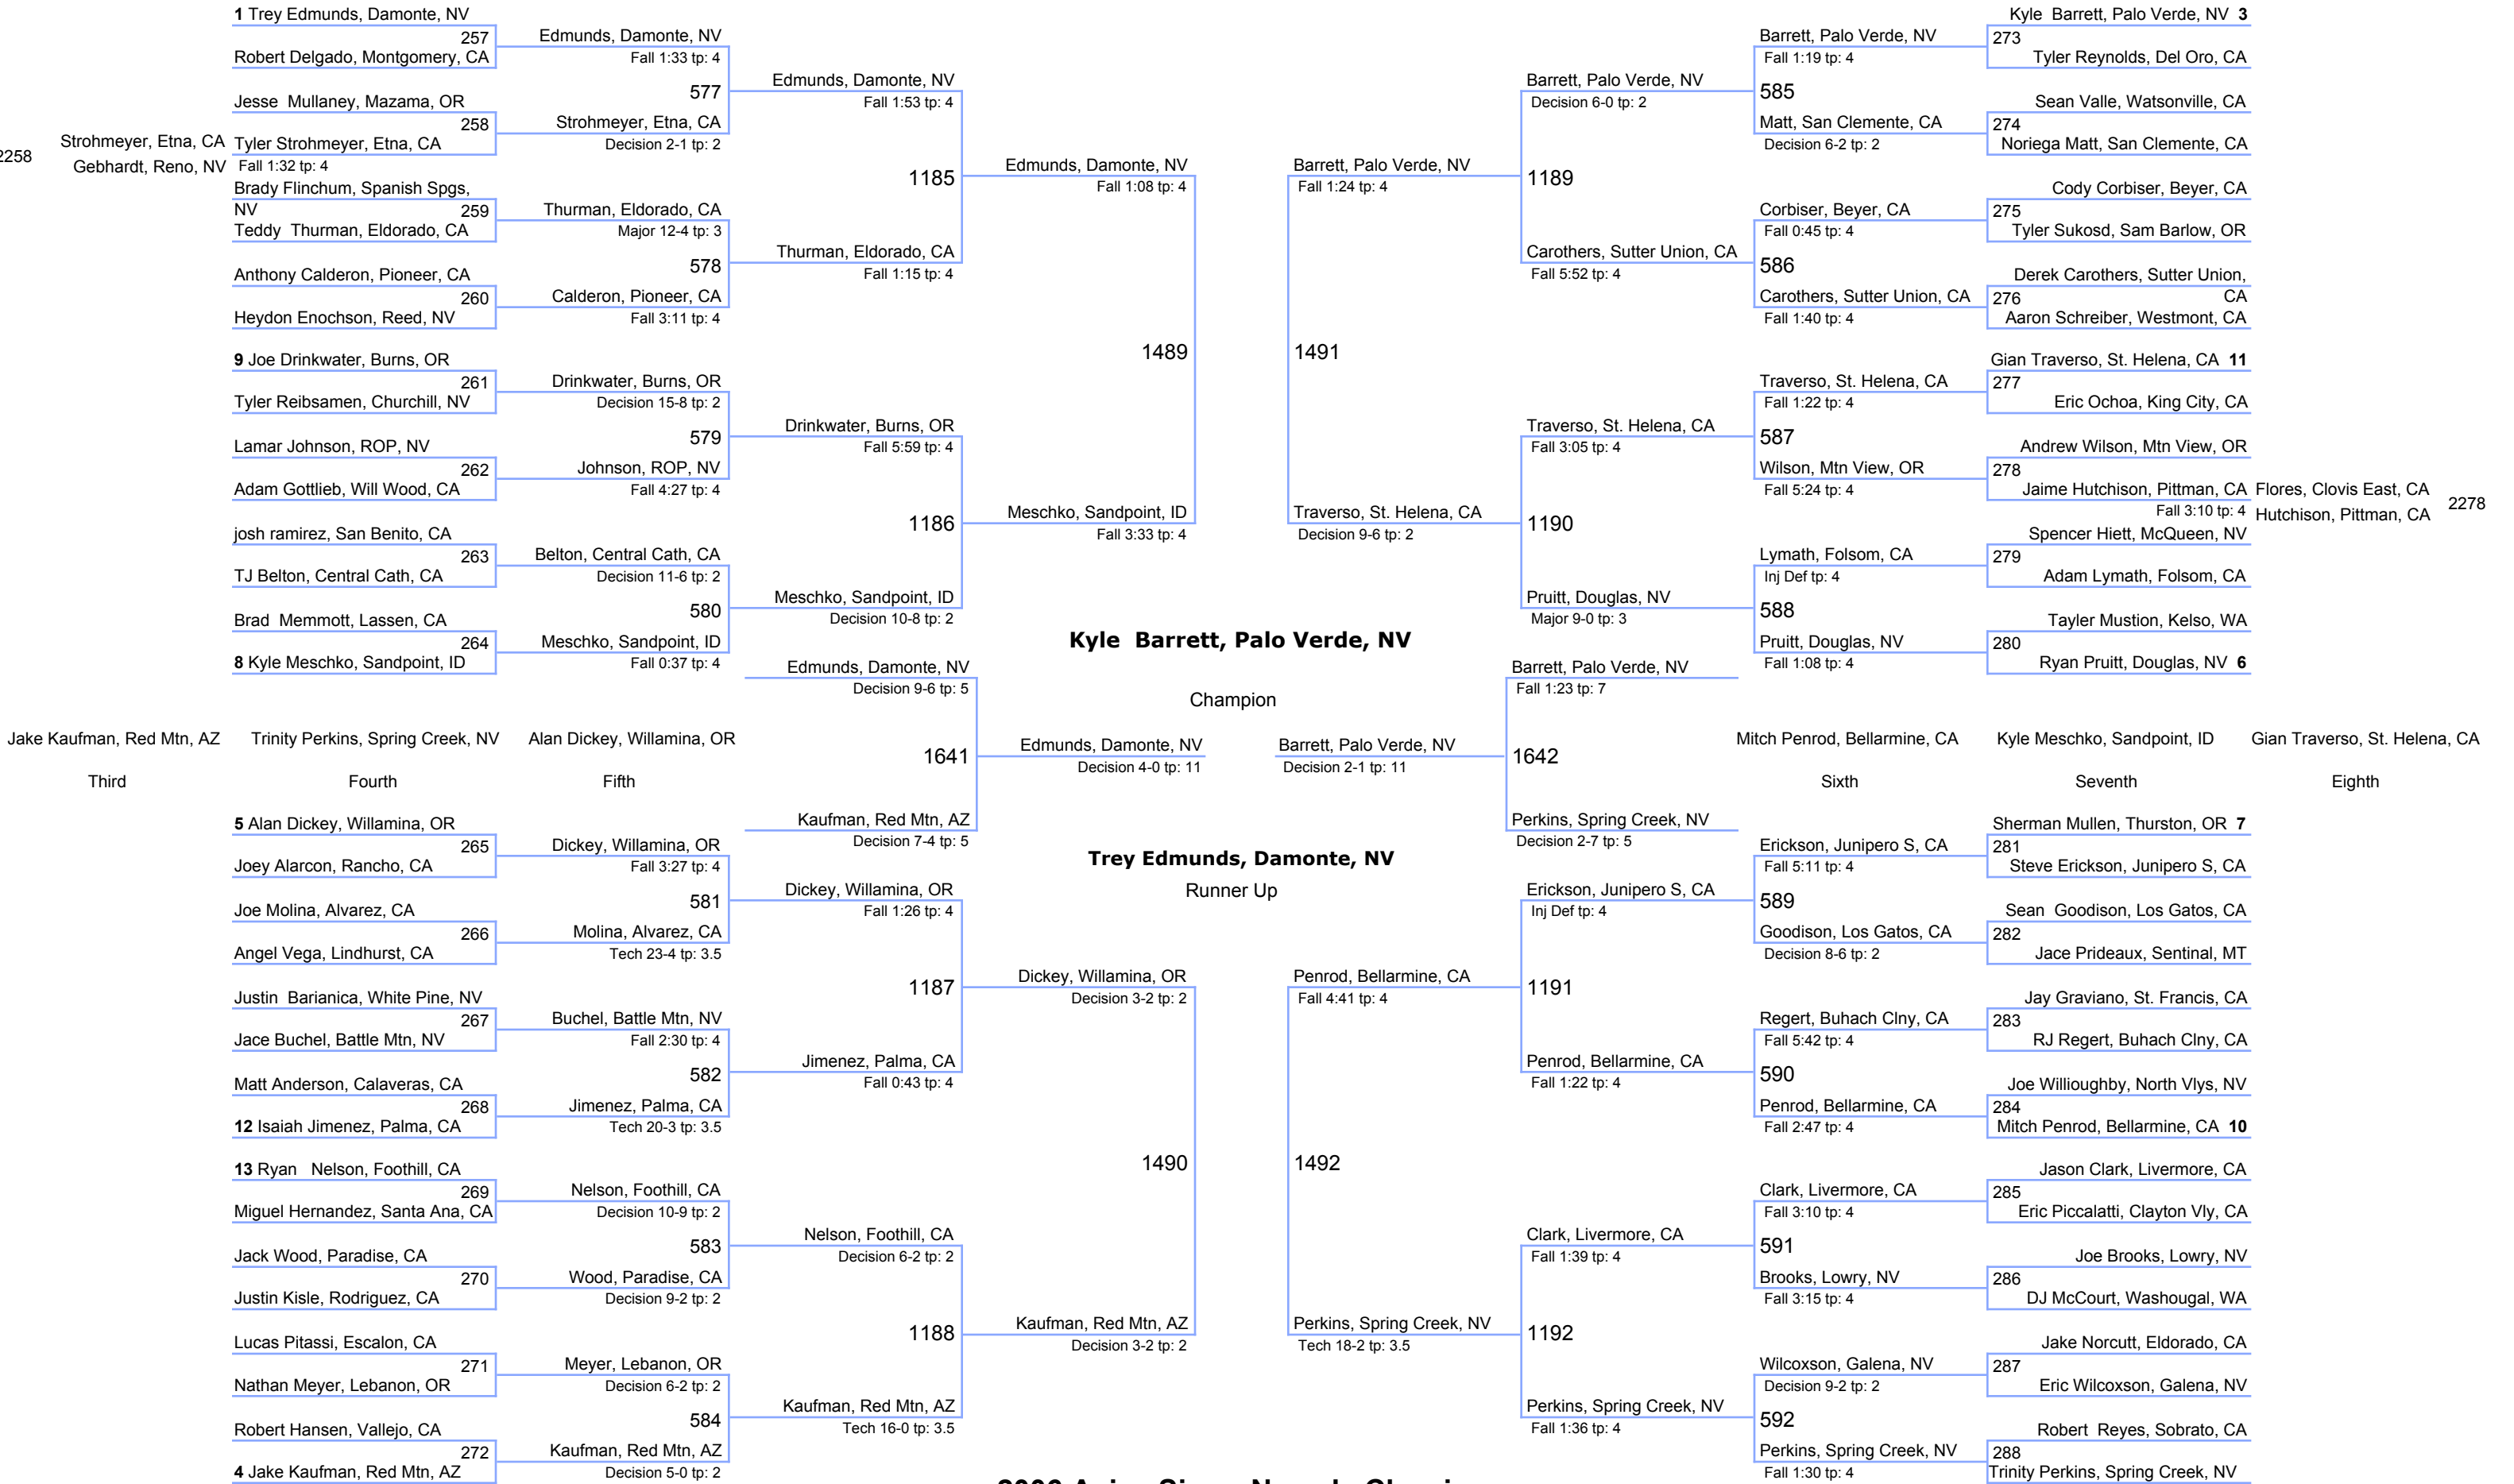 1 Trey Edmunds, Damonte, NV
257
Robert Delgado, Montgomery, CA
Jesse Mullaney, Mazama, OR
258
Tyler Strohmeyer, Etna, CA
Fall 1:32 tp: 4
2258
Strohmeyer, Etna, CA
Gebhardt, Reno, NV
Brady Flinchum, Spanish Spgs,
NV
259
Teddy Thurman, Eldorado, CA
Anthony Calderon, Pioneer, CA
260
Heydon Enochson, Reed, NV
9 Joe Drinkwater, Burns, OR
261
Tyler Reibsamen, Churchill, NV
Lamar Johnson, ROP, NV
262
Adam Gottlieb, Will Wood, CA
josh ramirez, San Benito, CA
263
TJ Belton, Central Cath, CA
Brad Memmott, Lassen, CA
264
8 Kyle Meschko, Sandpoint, ID
Edmunds, Damonte, NV
Fall 1:33 tp: 4
577
Strohmeyer, Etna, CA
Decision 2-1 tp: 2
Thurman, Eldorado, CA
Major 12-4 tp: 3
578
Calderon, Pioneer, CA
Fall 3:11 tp: 4
Drinkwater, Burns, OR
Decision 15-8 tp: 2
579
Johnson, ROP, NV
Fall 4:27 tp: 4
Belton, Central Cath, CA
Decision 11-6 tp: 2
580
Meschko, Sandpoint, ID
Fall 0:37 tp: 4
Edmunds, Damonte, NV
Fall 1:53 tp: 4
1185
Thurman, Eldorado, CA
Fall 1:15 tp: 4
Drinkwater, Burns, OR
Fall 5:59 tp: 4
1186
Meschko, Sandpoint, ID
Decision 10-8 tp: 2
Edmunds, Damonte, NV
Fall 1:08 tp: 4
1489
Meschko, Sandpoint, ID
Fall 3:33 tp: 4
Barrett, Palo Verde, NV
Fall 1:24 tp: 4
1491
Traverso, St. Helena, CA
Decision 9-6 tp: 2
Barrett, Palo Verde, NV
Decision 6-0 tp: 2
1189
Carothers, Sutter Union, CA
Fall 5:52 tp: 4
Traverso, St. Helena, CA
Fall 3:05 tp: 4
1190
Pruitt, Douglas, NV
Major 9-0 tp: 3
Barrett, Palo Verde, NV
Fall 1:19 tp: 4
585
Matt, San Clemente, CA
Decision 6-2 tp: 2
Corbiser, Beyer, CA
Fall 0:45 tp: 4
586
Carothers, Sutter Union, CA
Fall 1:40 tp: 4
Traverso, St. Helena, CA
Fall 1:22 tp: 4
587
Wilson, Mtn View, OR
Fall 5:24 tp: 4
Lymath, Folsom, CA
Inj Def tp: 4
588
Pruitt, Douglas, NV
Fall 1:08 tp: 4
Kyle Barrett, Palo Verde, NV 3
273
Tyler Reynolds, Del Oro, CA
Sean Valle, Watsonville, CA
274
Noriega Matt, San Clemente, CA
Cody Corbiser, Beyer, CA
275
Tyler Sukosd, Sam Barlow, OR
Derek Carothers, Sutter Union,
CA
276
Aaron Schreiber, Westmont, CA
Gian Traverso, St. Helena, CA 11
277
Eric Ochoa, King City, CA
Andrew Wilson, Mtn View, OR
278
Jaime Hutchison, Pittman, CA
Fall 3:10 tp: 4
Flores, Clovis East, CA
Hutchison, Pittman, CA
2278
Spencer Hiett, McQueen, NV
279
Adam Lymath, Folsom, CA
Tayler Mustion, Kelso, WA
280
Ryan Pruitt, Douglas, NV 6
Kyle Barrett, Palo Verde, NV
Champion
Edmunds, Damonte, NV
Decision 9-6 tp: 5
1641
Kaufman, Red Mtn, AZ
Decision 7-4 tp: 5
Edmunds, Damonte, NV
Decision 4-0 tp: 11
Barrett, Palo Verde, NV
Decision 2-1 tp: 11
Barrett, Palo Verde, NV
Fall 1:23 tp: 7
1642
Perkins, Spring Creek, NV
Decision 2-7 tp: 5
Trey Edmunds, Damonte, NV
Runner Up
Jake Kaufman, Red Mtn, AZ
Third
Trinity Perkins, Spring Creek, NV
Fourth
Alan Dickey, Willamina, OR
Fifth
Mitch Penrod, Bellarmine, CA
Sixth
Kyle Meschko, Sandpoint, ID
Seventh
Gian Traverso, St. Helena, CA
Eighth
5 Alan Dickey, Willamina, OR
265
Joey Alarcon, Rancho, CA
Joe Molina, Alvarez, CA
266
Angel Vega, Lindhurst, CA
Justin Barianica, White Pine, NV
267
Jace Buchel, Battle Mtn, NV
Matt Anderson, Calaveras, CA
268
12 Isaiah Jimenez, Palma, CA
13 Ryan Nelson, Foothill, CA
269
Miguel Hernandez, Santa Ana, CA
Jack Wood, Paradise, CA
270
Justin Kisle, Rodriguez, CA
Lucas Pitassi, Escalon, CA
271
Nathan Meyer, Lebanon, OR
Robert Hansen, Vallejo, CA
272
4 Jake Kaufman, Red Mtn, AZ
Dickey, Willamina, OR
Fall 3:27 tp: 4
581
Molina, Alvarez, CA
Tech 23-4 tp: 3.5
Buchel, Battle Mtn, NV
Fall 2:30 tp: 4
582
Jimenez, Palma, CA
Tech 20-3 tp: 3.5
Nelson, Foothill, CA
Decision 10-9 tp: 2
583
Wood, Paradise, CA
Decision 9-2 tp: 2
Meyer, Lebanon, OR
Decision 6-2 tp: 2
584
Kaufman, Red Mtn, AZ
Decision 5-0 tp: 2
Dickey, Willamina, OR
Fall 1:26 tp: 4
1187
Jimenez, Palma, CA
Fall 0:43 tp: 4
Nelson, Foothill, CA
Decision 6-2 tp: 2
1188
Kaufman, Red Mtn, AZ
Tech 16-0 tp: 3.5
Dickey, Willamina, OR
Decision 3-2 tp: 2
1490
Kaufman, Red Mtn, AZ
Decision 3-2 tp: 2
Penrod, Bellarmine, CA
Fall 4:41 tp: 4
1492
Perkins, Spring Creek, NV
Tech 18-2 tp: 3.5
Erickson, Junipero S, CA
Inj Def tp: 4
1191
Penrod, Bellarmine, CA
Fall 1:22 tp: 4
Clark, Livermore, CA
Fall 1:39 tp: 4
1192
Perkins, Spring Creek, NV
Fall 1:36 tp: 4
Erickson, Junipero S, CA
Fall 5:11 tp: 4
589
Goodison, Los Gatos, CA
Decision 8-6 tp: 2
Regert, Buhach Clny, CA
Fall 5:42 tp: 4
590
Penrod, Bellarmine, CA
Fall 2:47 tp: 4
Clark, Livermore, CA
Fall 3:10 tp: 4
591
Brooks, Lowry, NV
Fall 3:15 tp: 4
Wilcoxson, Galena, NV
Decision 9-2 tp: 2
592
Perkins, Spring Creek, NV
Fall 1:30 tp: 4
Sherman Mullen, Thurston, OR 7
281
Steve Erickson, Junipero S, CA
Sean Goodison, Los Gatos, CA
282
Jace Prideaux, Sentinal, MT
Jay Graviano, St. Francis, CA
283
RJ Regert, Buhach Clny, CA
Joe Willioughby, North Vlys, NV
284
Mitch Penrod, Bellarmine, CA 10
Jason Clark, Livermore, CA
285
Eric Piccalatti, Clayton Vly, CA
Joe Brooks, Lowry, NV
286
DJ McCourt, Washougal, WA
Jake Norcutt, Eldorado, CA
287
Eric Wilcoxson, Galena, NV
Robert Reyes, Sobrato, CA
288
Trinity Perkins, Spring Creek, NV